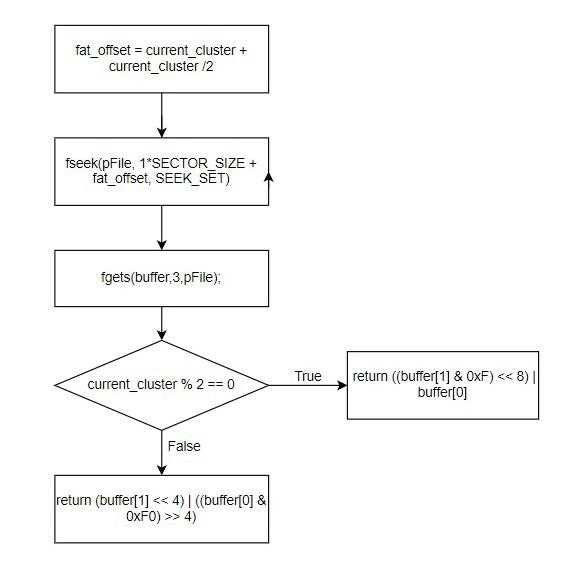 fat_offset = current_cluster +
current_cluster /2
fseek(pFile, 1*SECTOR_SIZE +
fat_offset, SEEK_SET)
fgets(buffer,3,pFile);
current_cluster % 2 == 0
True
return ((buffer[1] & 0xF) << 8) |
buffer[0]
False
return (buffer[1] << 4) | ((buffer[0] &
0xF0) >> 4)